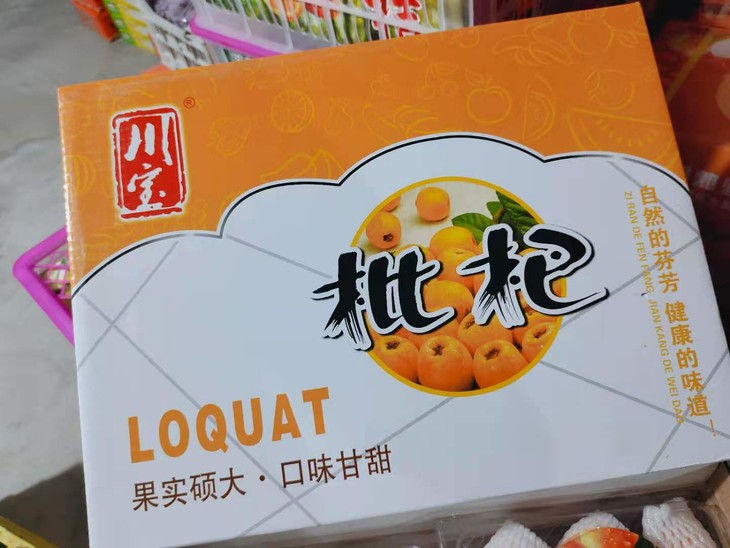 川宝
®
枇杷
自然的芬芳 健康的味道！
ZI RAN DE FEN FANG JIAN KANG DE WEI DAO
LOQUAT
果实硕大·口味甘甜